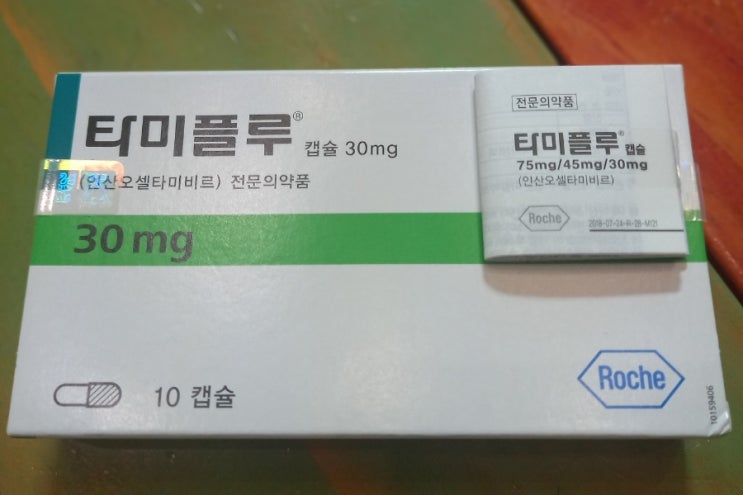 타미플루® 캡슐 30mg
(인산오셀타미비르) 전문의약품
30 mg
10 캡슐
Roche
10159406
전문의약품
타미플루® 캡슐
75mg/45mg/30mg
(인산오셀타미비르)
Roche